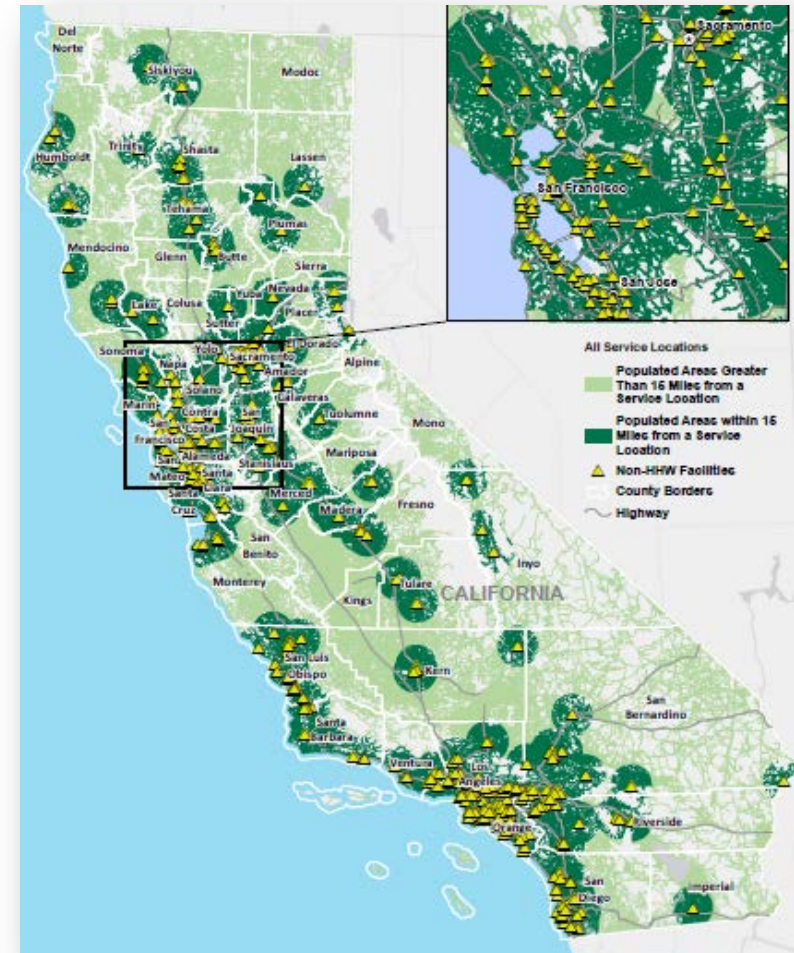 Del
Norte
Siskiyou
Modoc
Humboldt
Trinity
Shasta
Lassen
Tehama
Plumas
Mendocino
Glenn
Butte
Sierra
Lake
Colusa
Yuba
Nevada
Placer
Sutter
Sonoma
Yolo
El Dorado
Sacramento
Napa
Amador
Alpine
Solano
Calaveras
Marin
Contra
Costa
San
Joaquin
Tuolumne
Mono
San
Francisco
Alameda
Stanislaus
Mariposa
San
Mateo
Santa
Clara
Merced
Santa
Cruz
Madera
Fresno
San
Benito
Inyo
Monterey
Tulare
CALIFORNIA
Kings
San Luis
Obispo
Kern
San
Bernardino
Santa
Barbara
Ventura
Los
Angeles
Orange
Riverside
San
Diego
Imperial
Sacramento
San Francisco
San Jose
All Service Locations
Populated Areas Greater
Than 15 Miles from a
Service Location
Populated Areas within 15
Miles from a Service
Location
Non-HHW Facilities
County Borders
Highway